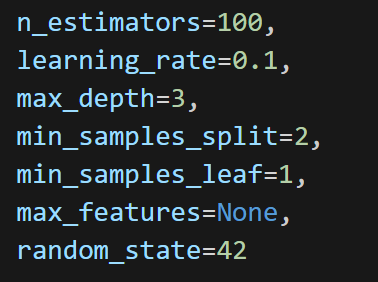 n_estimators=100,
learning_rate=0.1,
max_depth=3,
min_samples_split=2,
min_samples_leaf=1,
max_features=None,
random_state=42